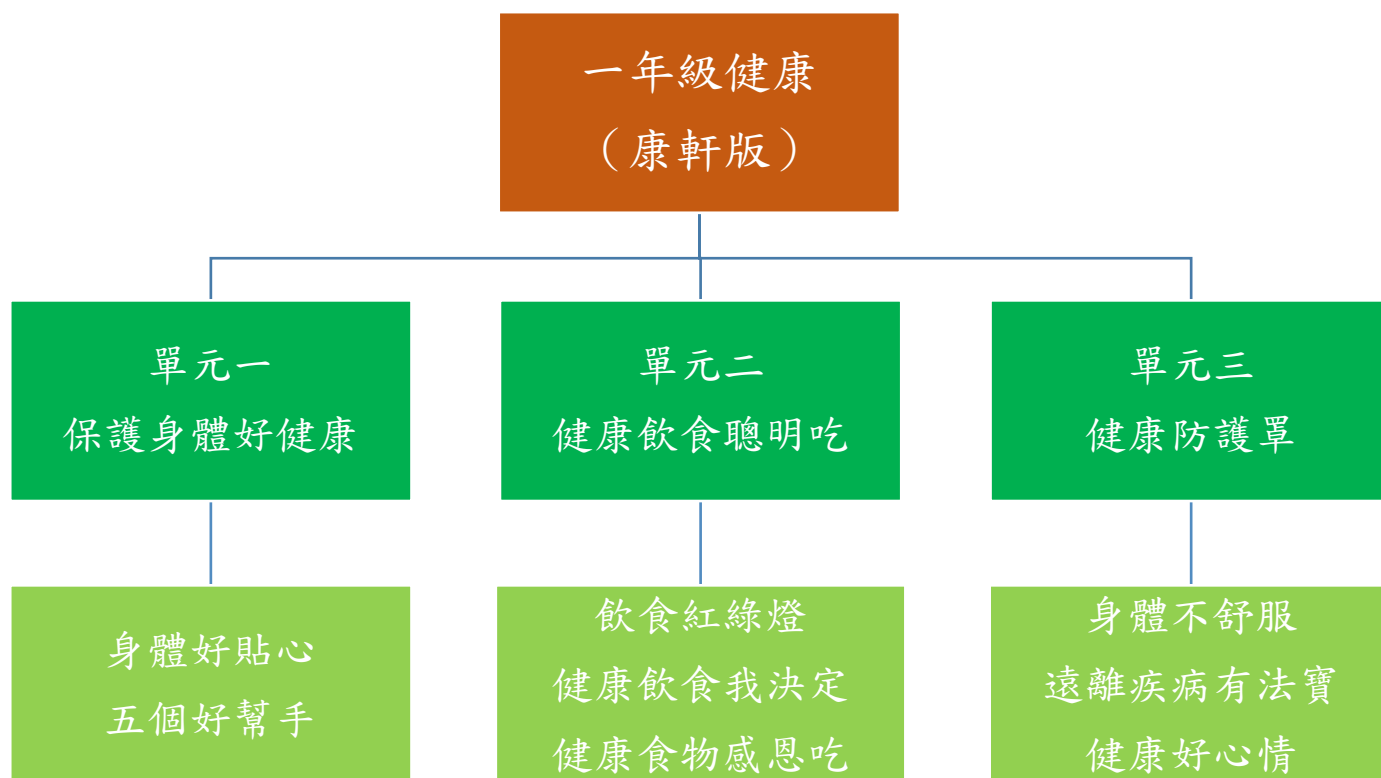 一年級健康
（康軒版）
單元一
保護身體好健康
單元二
健康飲食聰明吃
單元三
健康防護罩
身體好貼心
五個好幫手
飲食紅綠燈
健康飲食我決定
健康食物感恩吃
身體不舒服
遠離疾病有法寶
健康好心情